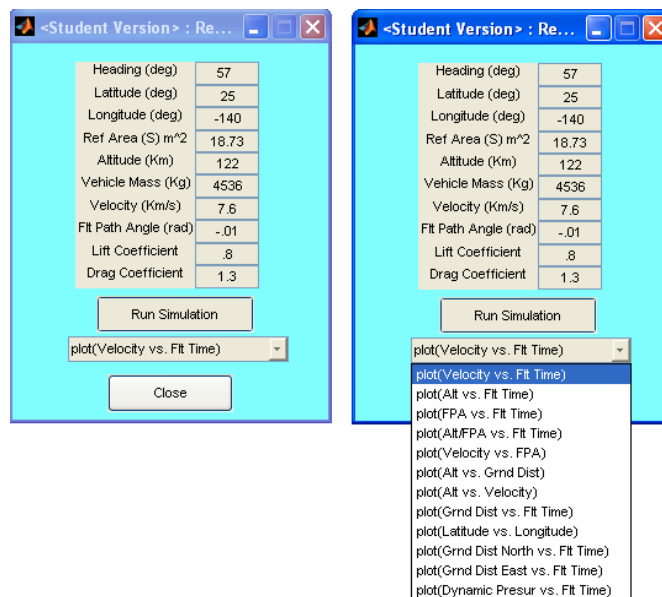 <Student Version> : Re...
Heading (deg) 57
Latitude (deg) 25
Longitude (deg) -140
Ref Area (S) m^2 18.73
Altitude (Km) 122
Vehicle Mass (Kg) 4536
Velocity (Km/s) 7.6
Flt Path Angle (rad) -.01
Lift Coefficient .8
Drag Coefficient 1.3
Run Simulation
plot(Velocity vs. Flt Time)
Close
<Student Version> : Re...
Heading (deg) 57
Latitude (deg) 25
Longitude (deg) -140
Ref Area (S) m^2 18.73
Altitude (Km) 122
Vehicle Mass (Kg) 4536
Velocity (Km/s) 7.6
Flt Path Angle (rad) -.01
Lift Coefficient .8
Drag Coefficient 1.3
Run Simulation
plot(Velocity vs. Flt Time)
plot(Velocity vs. Flt Time)
plot(Alt vs. Flt Time)
plot(FPA vs. Flt Time)
plot(Alt/FPA vs. Flt Time)
plot(Velocity vs. FPA)
plot(Alt vs. Grnd Dist)
plot(Alt vs. Velocity)
plot(Grnd Dist vs. Flt Time)
plot(Latitude vs. Longitude)
plot(Grnd Dist North vs. Flt Time)
plot(Grnd Dist East vs. Flt Time)
plot(Dynamic Presur vs. Flt Time)